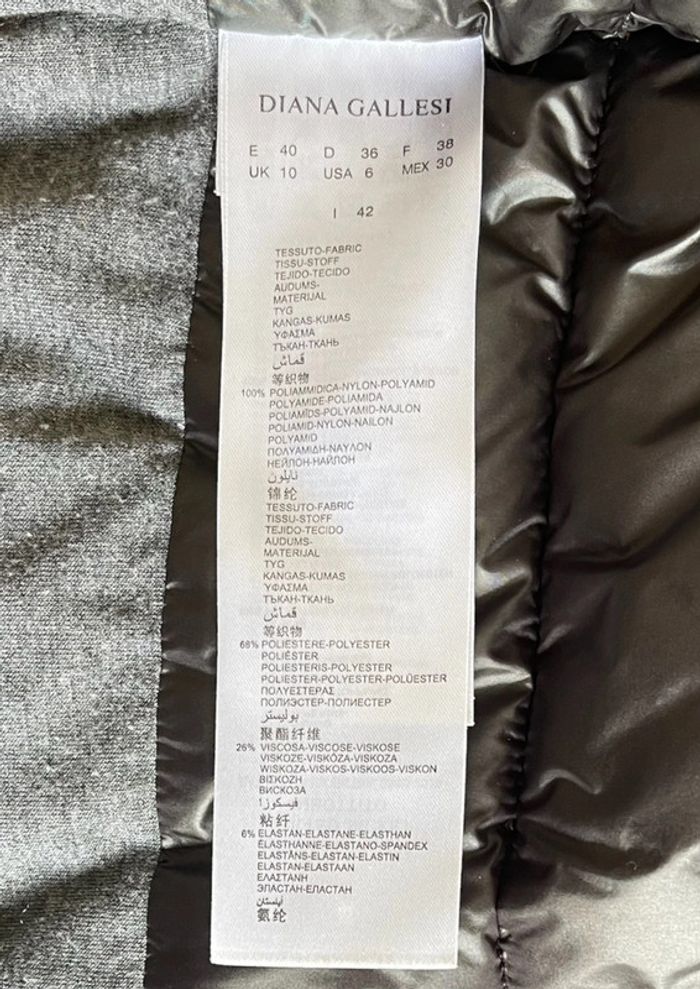 DIANA GALLESI
E 40 D 36 F 38
UK 10 USA 6 MEX 30
I 42
TESSUTO-FABRIC
TISSU-STOFF
TEJIDO-TECIDO
AUDUMS-
MATERIJAL
TYG
KANGAS-KUMAS
ΥΦΑΣΜΑ
ТЪКАН-ТКАНЬ
قماش
等织物
100% POLIAMMIDICA-NYLON-POLYAMID
POLYAMIDE-POLIAMIDA
POLIAMĪDS-POLYAMID-NAJLON
POLIAMID-NYLON-NAILON
POLYAMID
ΠΟΛΥΑΜΙΔΗ-ΝΑΥΛΟΝ
НЕЙЛОН-НАЙЛОН
نايلون
锦纶
TESSUTO-FABRIC
TISSU-STOFF
TEJIDO-TECIDO
AUDUMS-
MATERIJAL
TYG
KANGAS-KUMAS
ΥΦΑΣΜΑ
ТЪКАН-ТКАНЬ
قماش
等织物
68% POLIESTERE-POLYESTER
POLIÉSTER
POLIESTERIS-POLYESTER
POLIESTER-POLYESTER-POLÜESTER
ΠΟΛΥΕΣΤΕΡΑΣ
ПОЛИЭСТЕР-ПОЛИЕСТЕР
بوليستر
聚酯纤维
26% VISCOSA-VISCOSE-VISKOSE
VISKOZE-VISKÓZA-VISKOZA
WISKOZA-VISKOS-VISKOOS-VISKON
ΒΙΣΚΟΖΗ
ВИСКОЗА
فيسكوزا
粘纤
6% ELASTAN-ELASTANE-ELASTHAN
ÉLASTHANNE-ELASTANO-SPANDEX
ELASTĀNS-ELASTAN-ELASTIN
ELASTAN-ELASTAAN
ΕΛΑΣΤΑΝΗ
ЭЛАСТАН-ЕЛАСТАН
أيلستان
氨纶